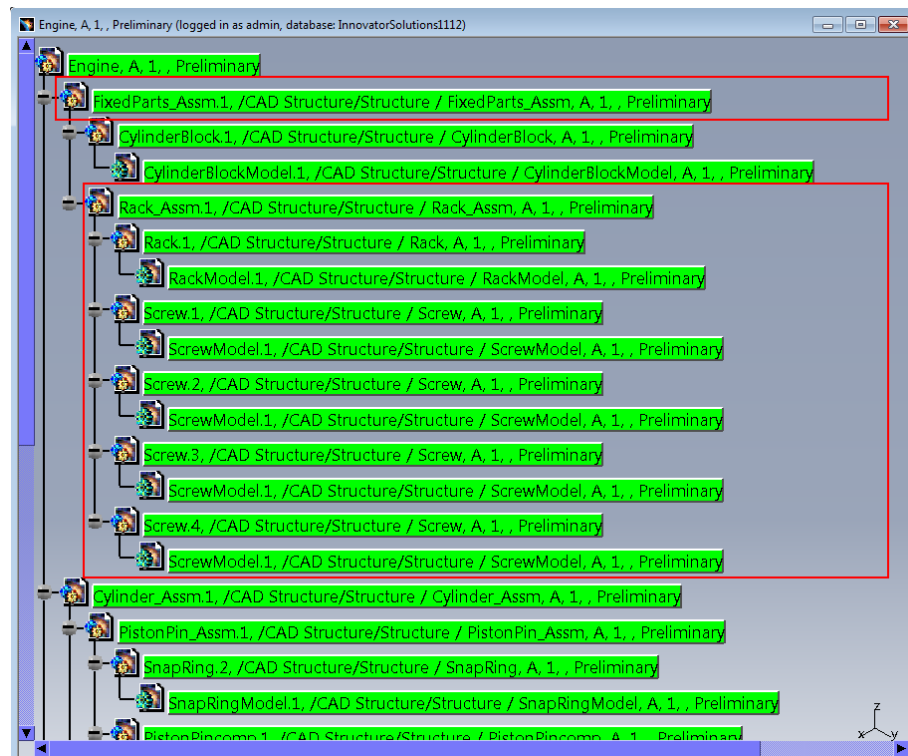 Engine, A, 1, , Preliminary (logged in as admin, database: InnovatorSolutions1112)
Engine, A, 1, , Preliminary
FixedParts_Assm.1, /CAD Structure/Structure / FixedParts_Assm, A, 1, , Preliminary
CylinderBlock.1, /CAD Structure/Structure / CylinderBlock, A, 1, , Preliminary
CylinderBlockModel.1, /CAD Structure/Structure / CylinderBlockModel, A, 1, , Preliminary
Rack_Assm.1, /CAD Structure/Structure / Rack_Assm, A, 1, , Preliminary
Rack.1, /CAD Structure/Structure / Rack, A, 1, , Preliminary
RackModel.1, /CAD Structure/Structure / RackModel, A, 1, , Preliminary
Screw.1, /CAD Structure/Structure / Screw, A, 1, , Preliminary
ScrewModel.1, /CAD Structure/Structure / ScrewModel, A, 1, , Preliminary
Screw.2, /CAD Structure/Structure / Screw, A, 1, , Preliminary
ScrewModel.1, /CAD Structure/Structure / ScrewModel, A, 1, , Preliminary
Screw.3, /CAD Structure/Structure / Screw, A, 1, , Preliminary
ScrewModel.1, /CAD Structure/Structure / ScrewModel, A, 1, , Preliminary
Screw.4, /CAD Structure/Structure / Screw, A, 1, , Preliminary
ScrewModel.1, /CAD Structure/Structure / ScrewModel, A, 1, , Preliminary
Cylinder_Assm.1, /CAD Structure/Structure / Cylinder_Assm, A, 1, , Preliminary
PistonPin_Assm.1, /CAD Structure/Structure / PistonPin_Assm, A, 1, , Preliminary
SnapRing.2, /CAD Structure/Structure / SnapRing, A, 1, , Preliminary
SnapRingModel.1, /CAD Structure/Structure / SnapRingModel, A, 1, , Preliminary
PistonPincomp.1, /CAD Structure/Structure / PistonPincomp, A, 1, , Preliminary
z
x y